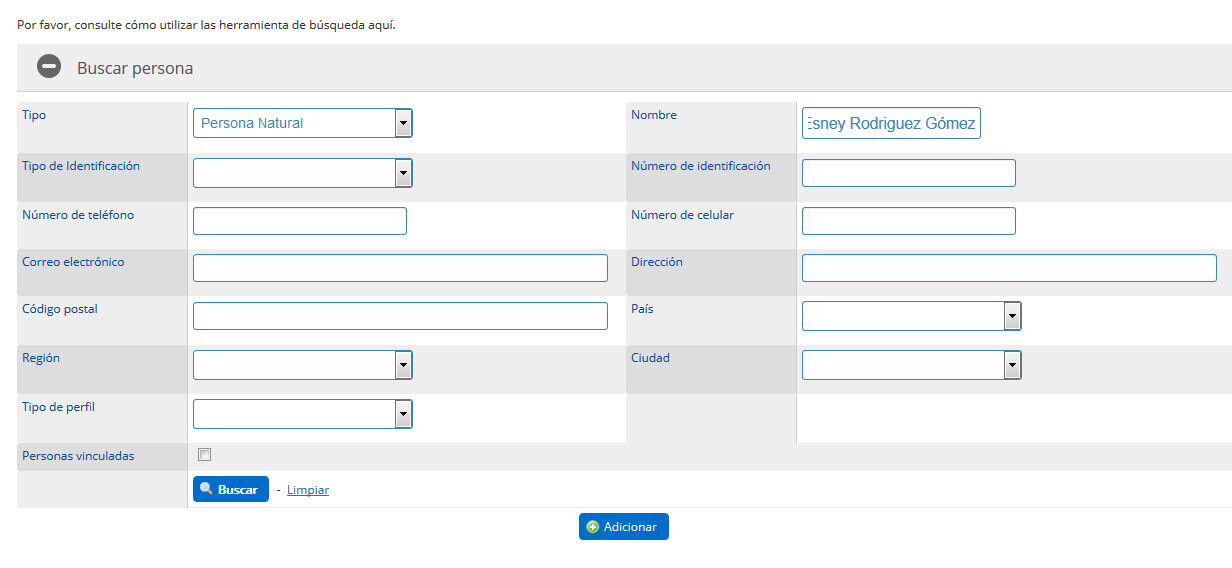 Por favor, consulte cómo utilizar las herramienta de búsqueda aquí.
Buscar persona
Tipo
Persona Natural
Nombre
Esney Rodriguez Gómez
Tipo de Identificación
Número de identificación
Número de teléfono
Número de celular
Correo electrónico
Dirección
Código postal
País
Región
Ciudad
Tipo de perfil
Personas vinculadas
Buscar - Limpiar
Adicionar